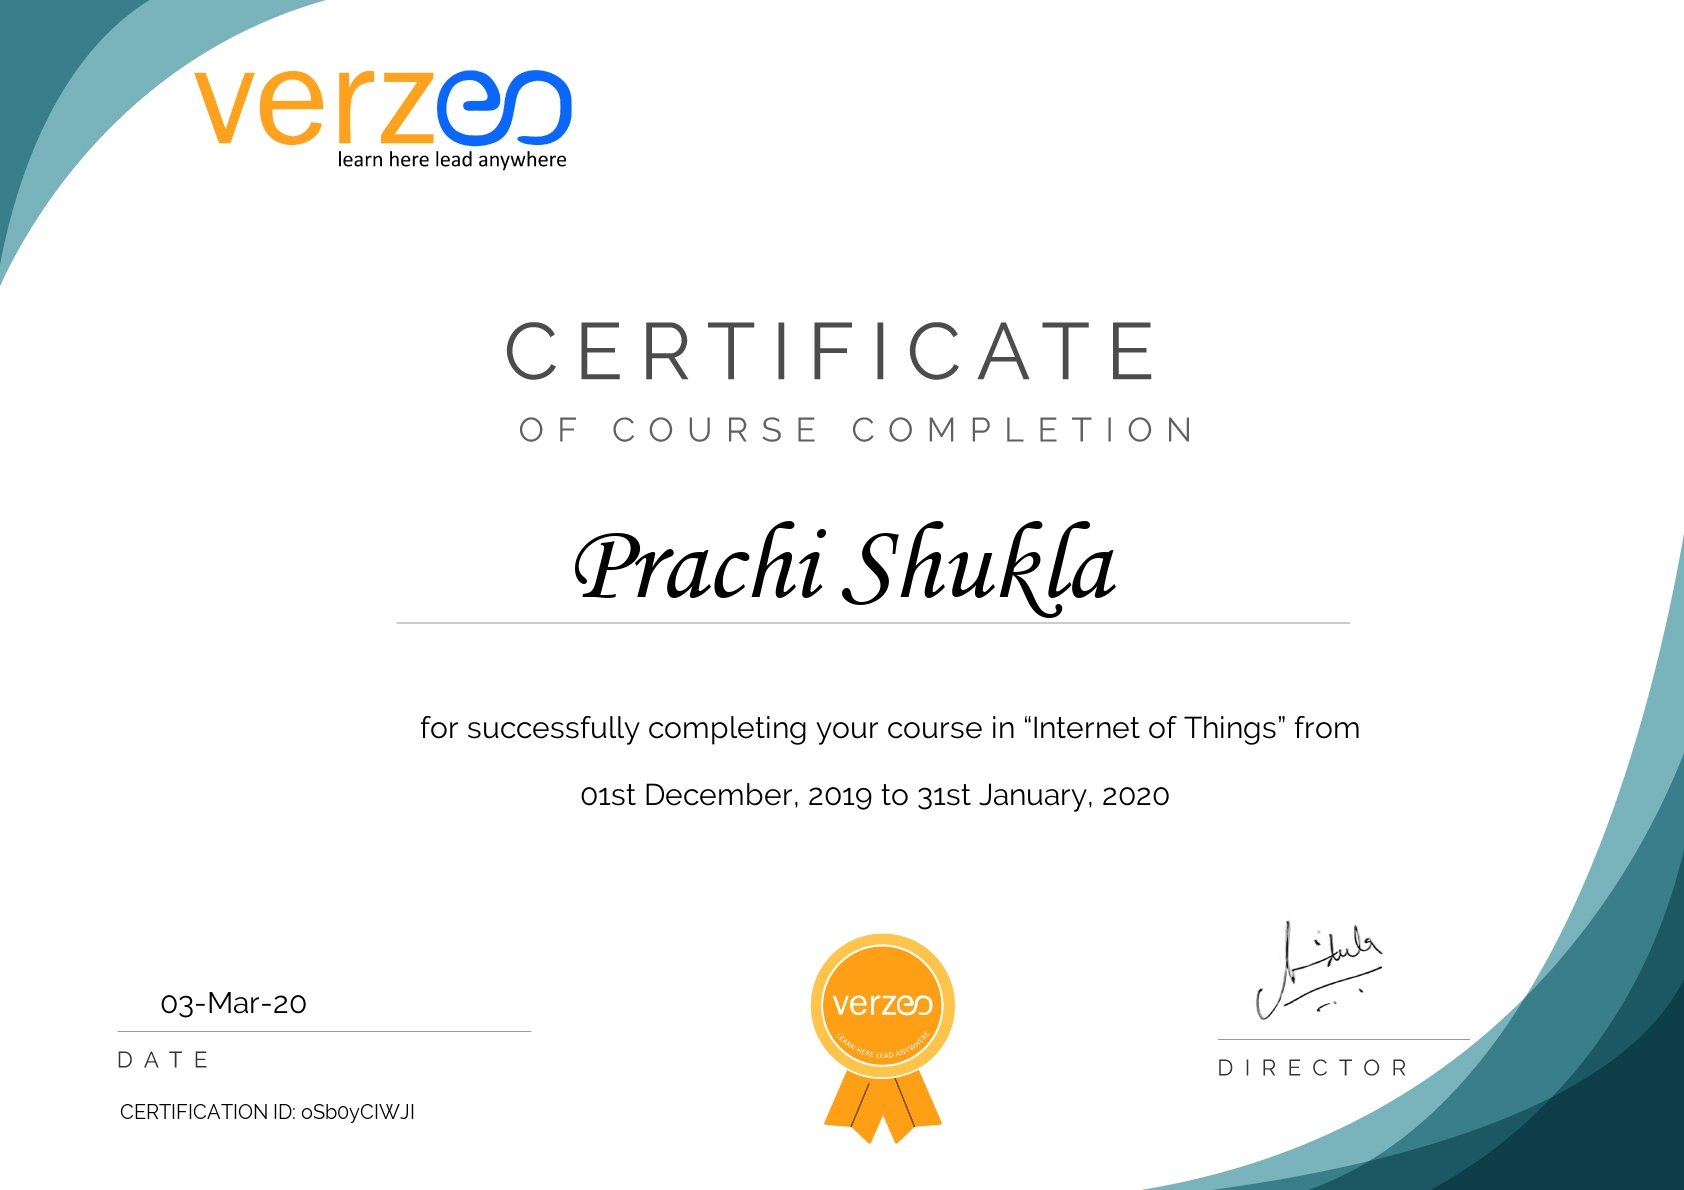 verzeo
learn here lead anywhere
CERTIFICATE
OF COURSE COMPLETION
Prachi Shukla
for successfully completing your course in “Internet of Things” from
01st December, 2019 to 31st January, 2020
03-Mar-20
DATE
CERTIFICATION ID: oSb0yCIWJI
verzeo
LEARN HERE LEAD ANYWHERE
DIRECTOR